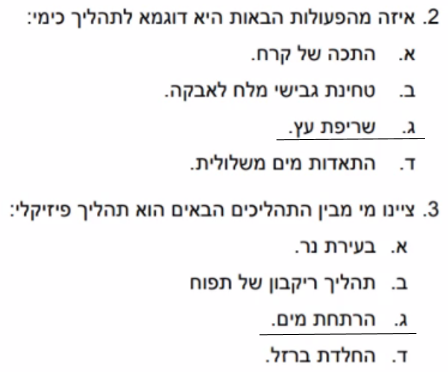 2. איזה מהפעולות הבאות היא דוגמא לתהליך כימי:
א. התכה של קרח.
ב. טחינת גבישי מלח לאבקה.
ג. שריפת עץ.
ד. התאדות מים משלולית.
3. ציינו מי מבין התהליכים הבאים הוא תהליך פיזיקלי:
א. בעירת נר.
ב. תהליך ריקבון של תפוח
ג. הרתחת מים.
ד. החלדת ברזל.